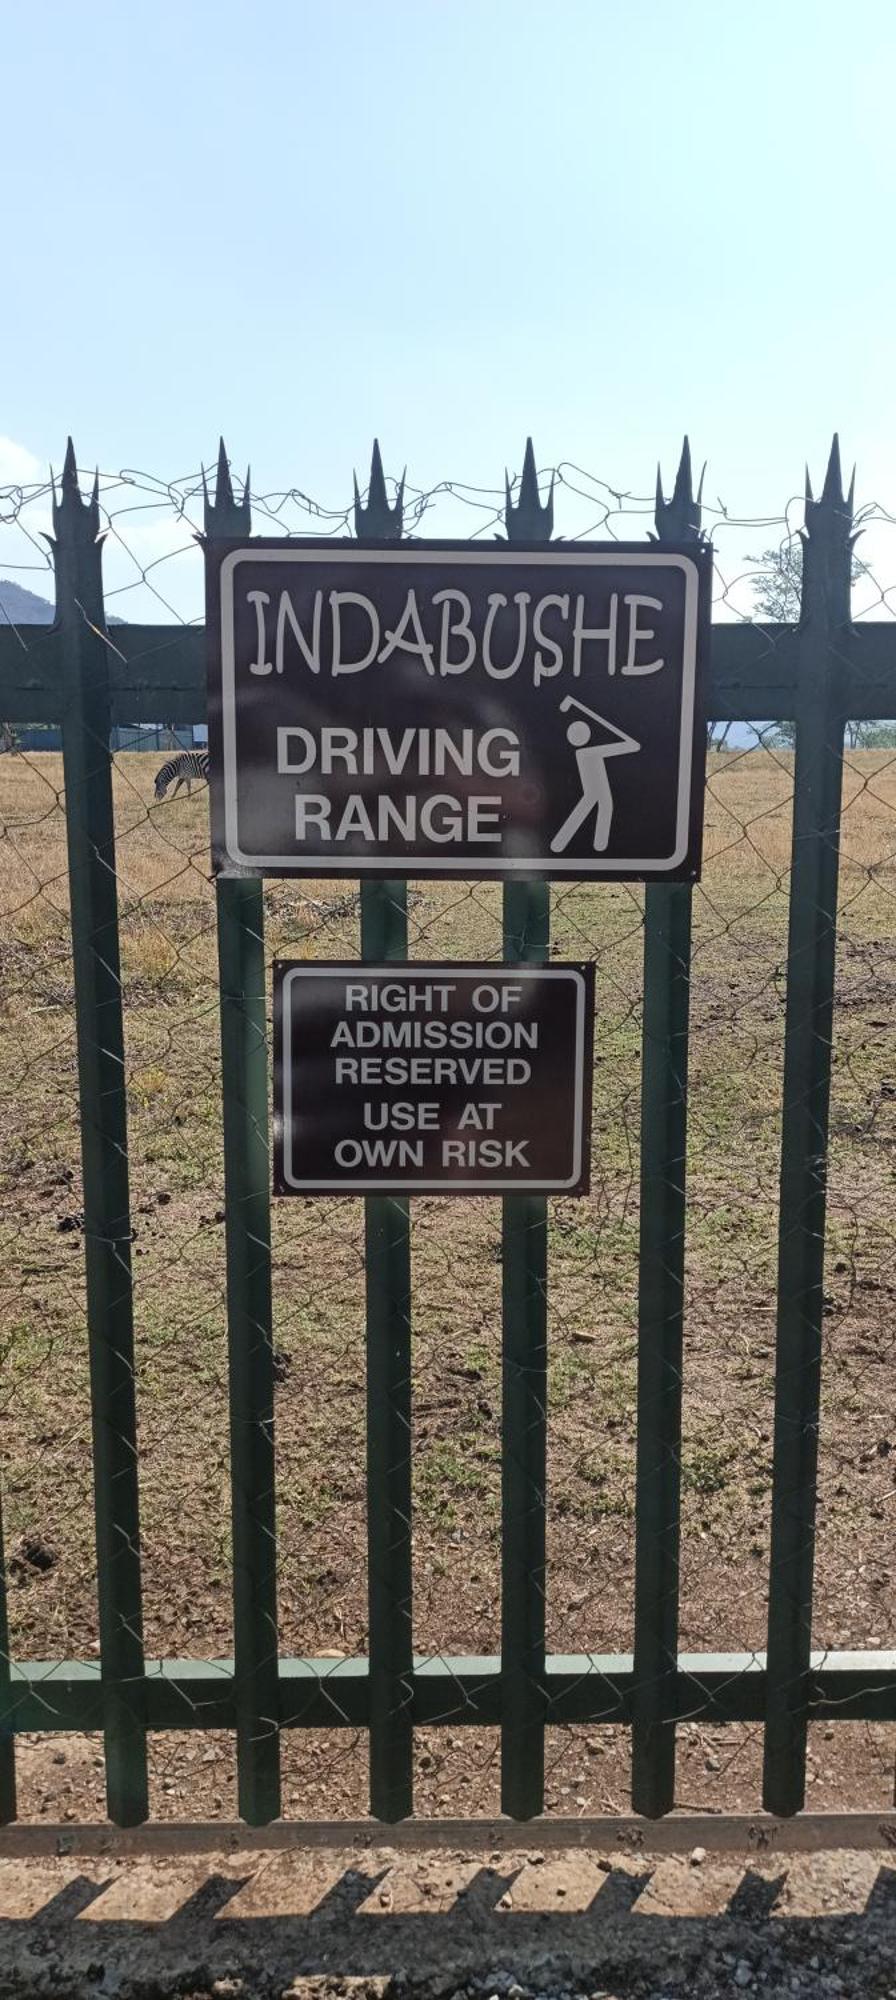 INDABUSHE
DRIVING
RANGE
RIGHT OF
ADMISSION
RESERVED
USE AT
OWN RISK